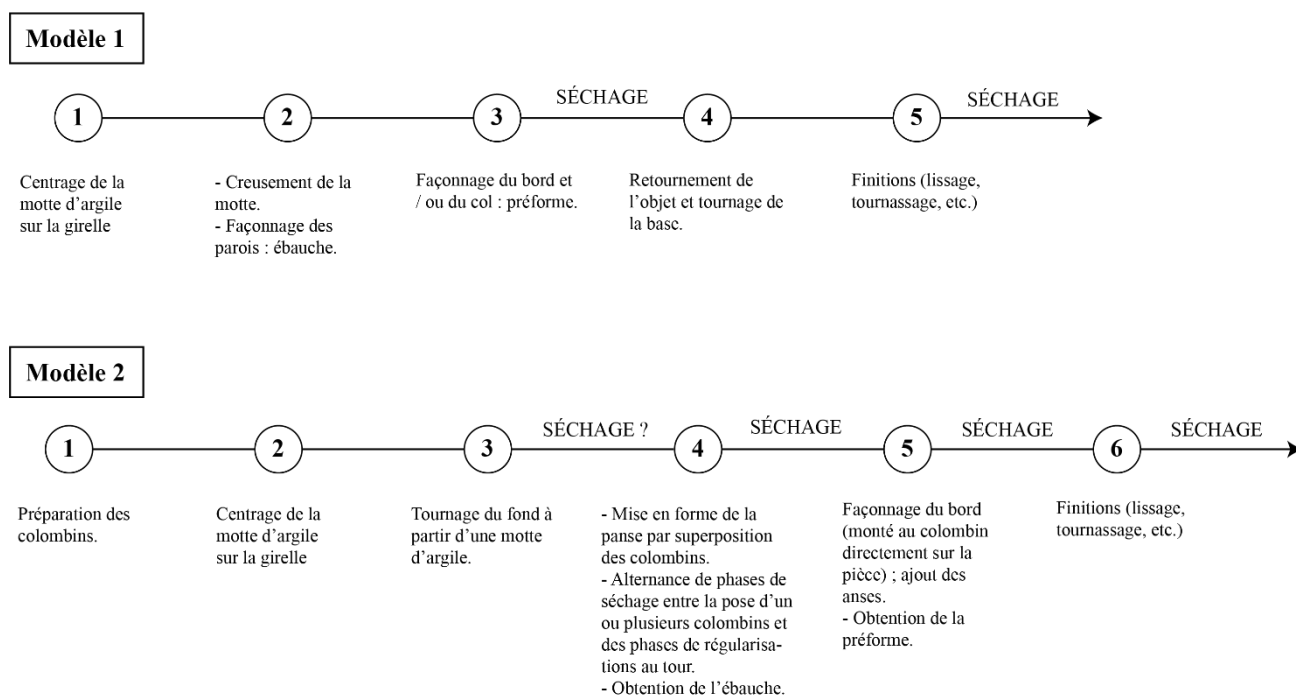 Modèle 1
SÉCHAGE
SÉCHAGE
1
2
3
4
5
Centrage de la
motte d'argile
sur la girelle
- Creusement de la
motte.
- Façonnage des
parois : ébauche.
Façonnage du bord et
/ ou du col : préforme.
Retournement de
l'objet et tournage de
la base.
Finitions (lissage,
tournassage, etc.)
Modèle 2
SÉCHAGE ?
SÉCHAGE
SÉCHAGE
SÉCHAGE
1
2
3
4
5
6
Préparation des
colombins.
Centrage de la
motte d'argile
sur la girelle
Tournage du fond à
partir d'une motte
d'argile.
- Mise en forme de la
panse par superposition
des colombins.
- Alternance de phases de
séchage entre la pose d'un
ou plusieurs colombins et
des phases de régularisa-
tions au tour.
- Obtention de l'ébauche.
Façonnage du bord
(monté au colombin
directement sur la
pièce) ; ajout des
anses.
- Obtention de la
préforme.
Finitions (lissage,
tournassage, etc.)